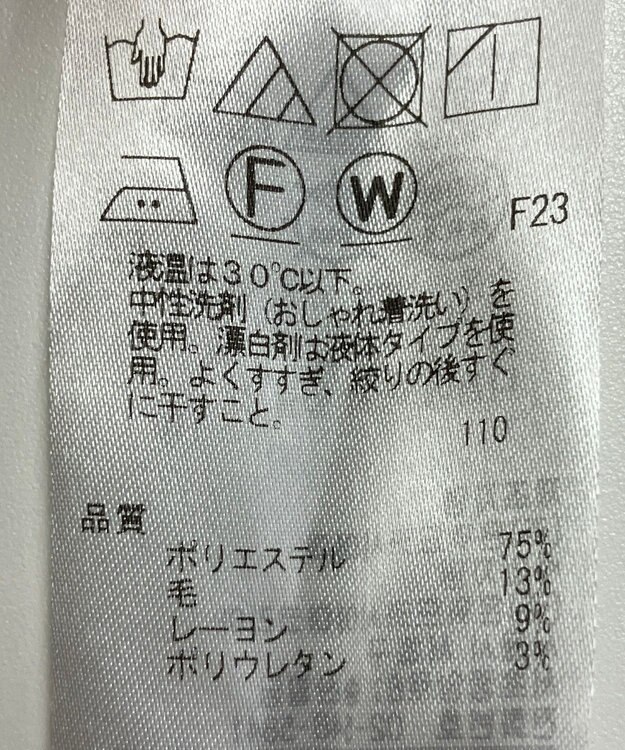 F W F23
液温は30℃以下。
中性洗剤（おしゃれ着洗い）を
使用。漂白剤は液体タイプを使
用。よくすすぎ、絞りの後すぐ
に干すこと。
110
品質
ポリエステル 75%
毛 13%
レーヨン 9%
ポリウレタン 3%